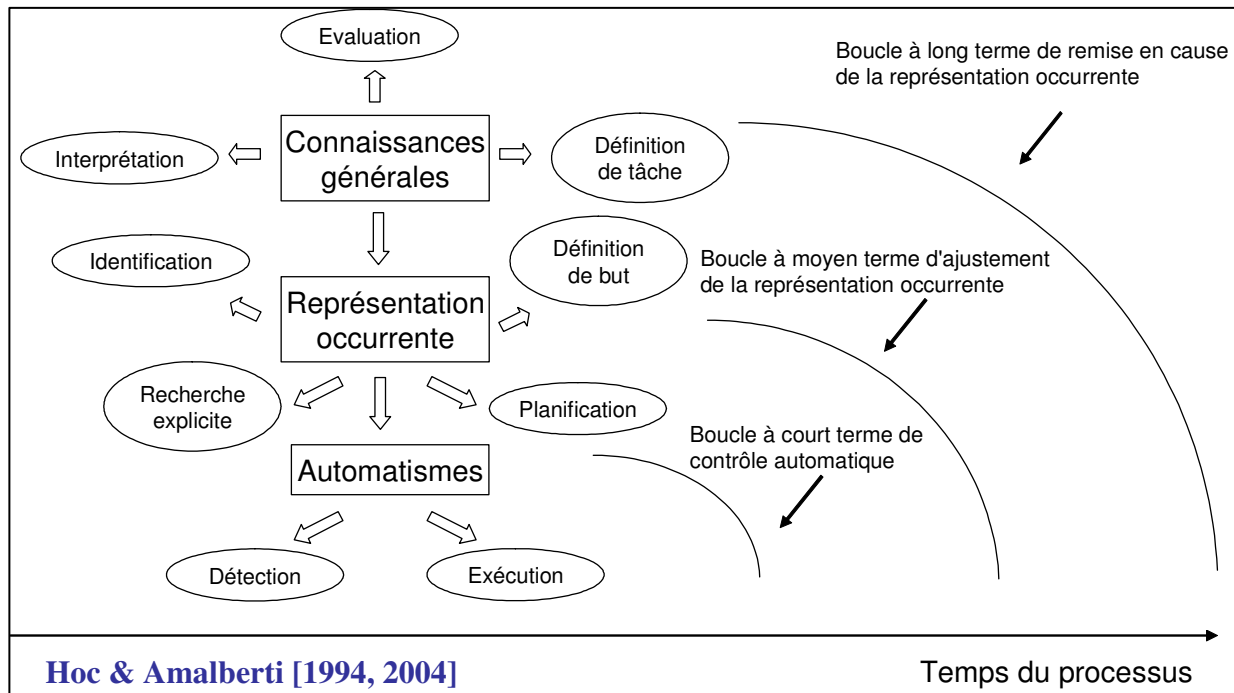 Evaluation
Boucle à long terme de remise en cause
de la représentation occurrente
Connaissances
générales
Interprétation
Définition
de tâche
Identification
Définition
de but
Boucle à moyen terme d'ajustement
de la représentation occurrente
Représentation
occurrente
Recherche
explicite
Planification
Boucle à court terme de
contrôle automatique
Automatismes
Détection
Exécution
Hoc & Amalberti [1994, 2004]
Temps du processus